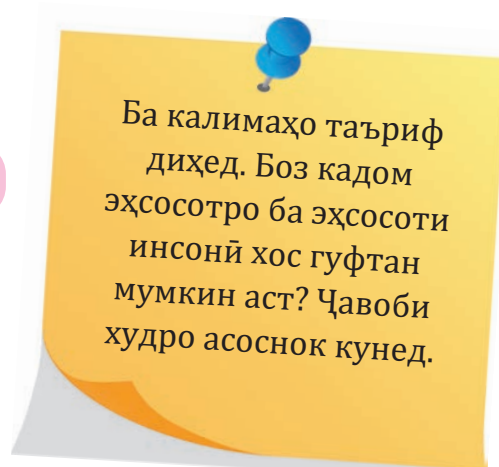 Ба калимаҳо таъриф
диҳед. Боз кадом
эҳсосотро ба эҳсосоти
инсонӣ хос гуфтан
мумкин аст? Ҷавоби
худро асоснок кунед.